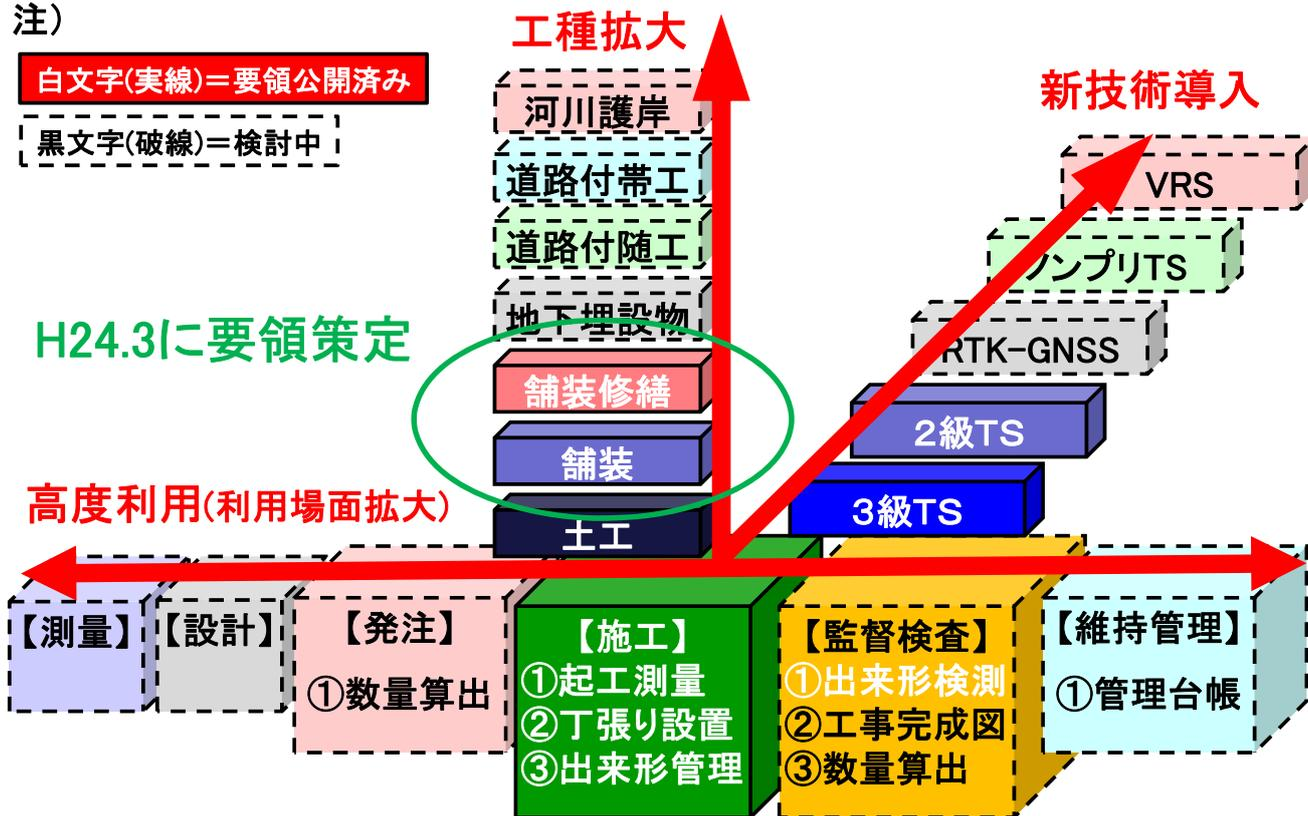 注）
白文字(実線)＝要領公開済み
黒文字(破線)＝検討中
工種拡大
新技術導入
河川護岸
道路付帯工
道路付随工
地下埋設物
舗装修繕
舗装
土工
H24.3に要領策定
VRS
ノンプリTS
RTK-GNSS
２級TS
３級TS
高度利用(利用場面拡大)
【測量】
【設計】
【発注】
①数量算出
【施工】
①起工測量
②丁張り設置
③出来形管理
【監督検査】
①出来形検測
②工事完成図
③数量算出
【維持管理】
①管理台帳